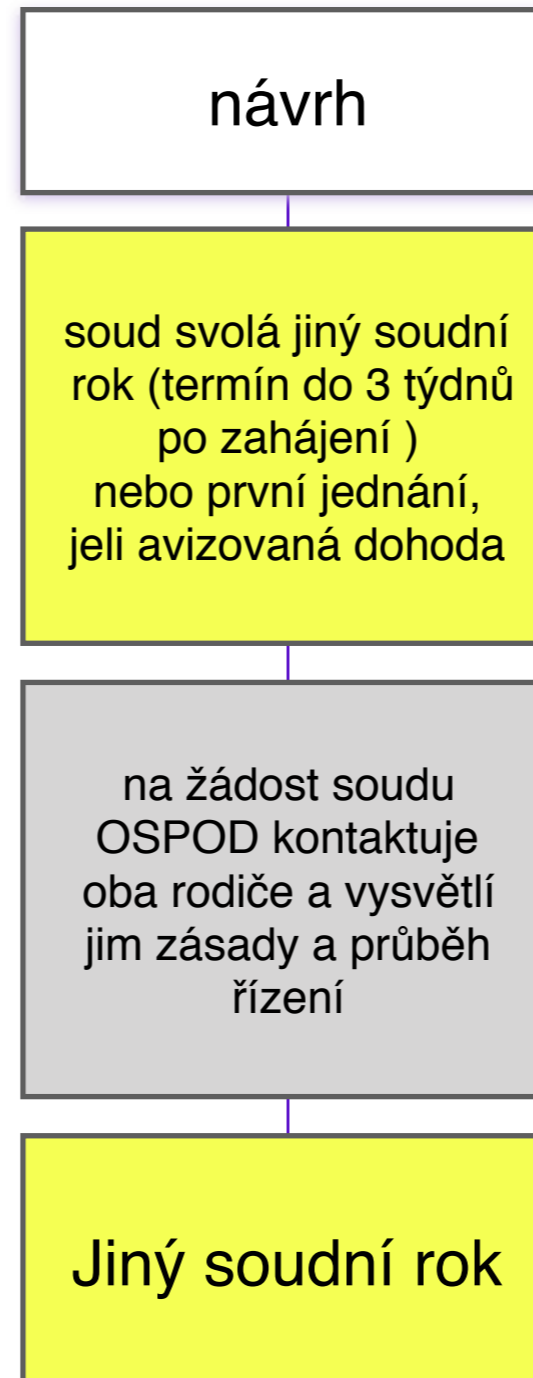 návrh
soud svolá jiný soudní
rok (termín do 3 týdnů
po zahájení )
nebo první jednání,
jeli avizovaná dohoda
na žádost soudu
OSPOD kontaktuje
oba rodiče a vysvětlí
jim zásady a průběh
řízení
Jiný soudní rok